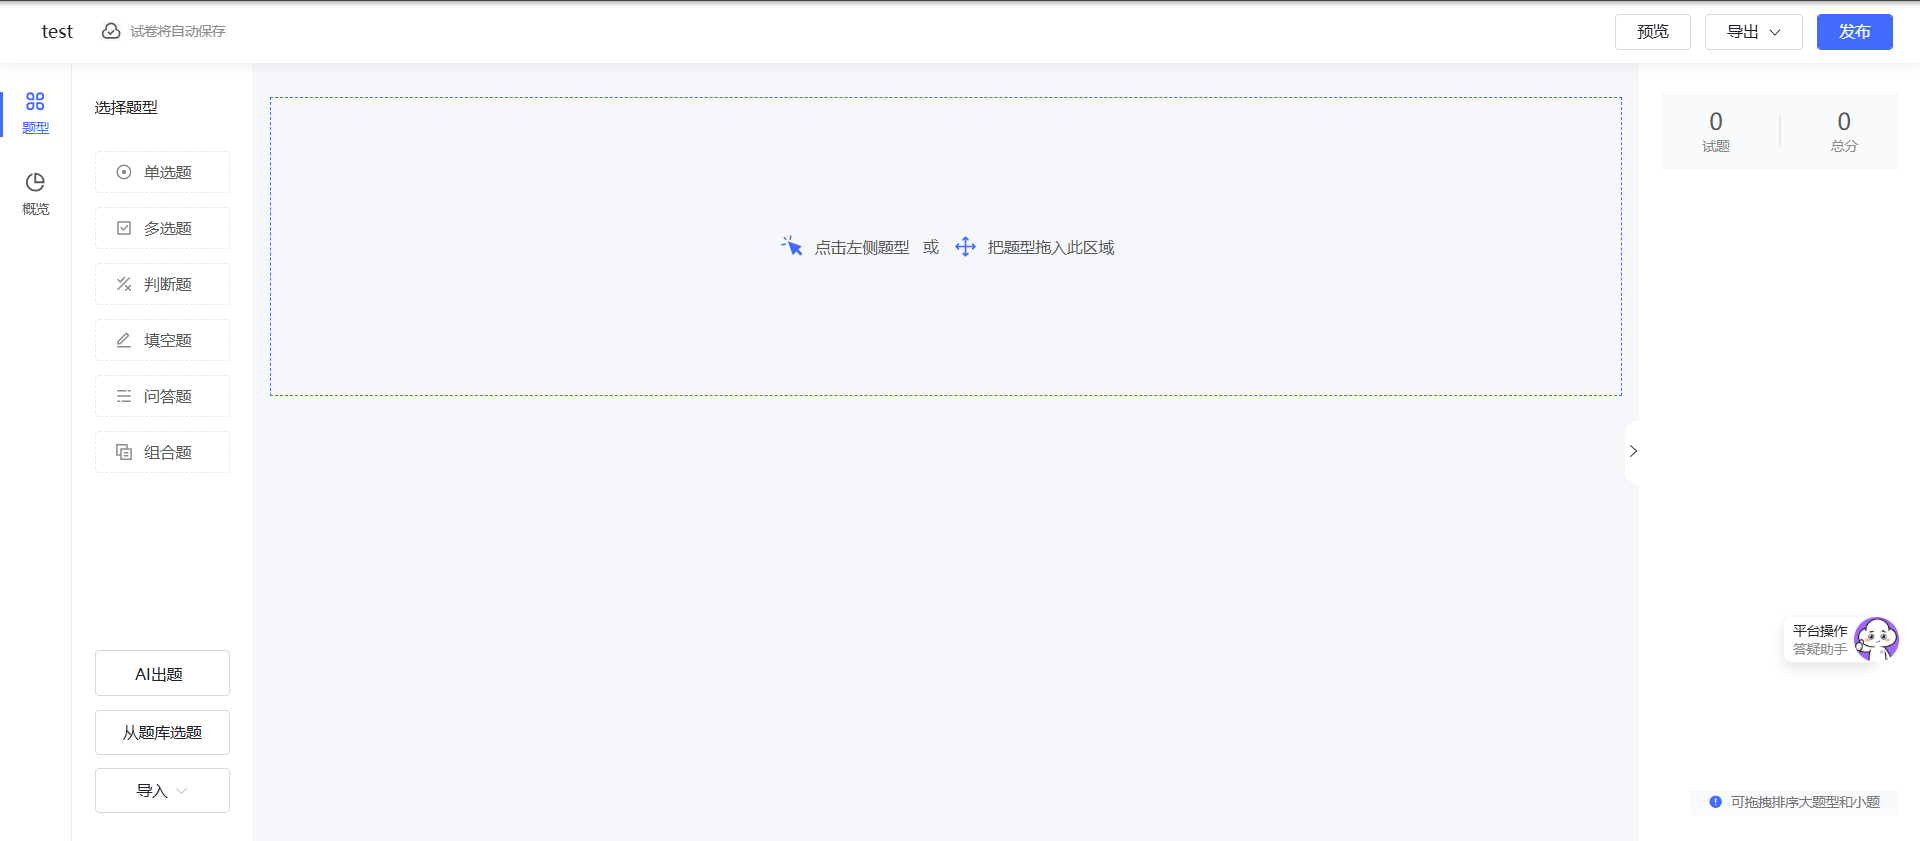 test
试卷将自动保存
预览
导出
发布
题型
概览
选择题型
单选题
多选题
判断题
填空题
问答题
组合题
AI出题
从题库选题
导入
点击左侧题型 或 把题型拖入此区域
0
试题
0
总分
平台操作
答疑助手
可拖拽排序大题型和小题